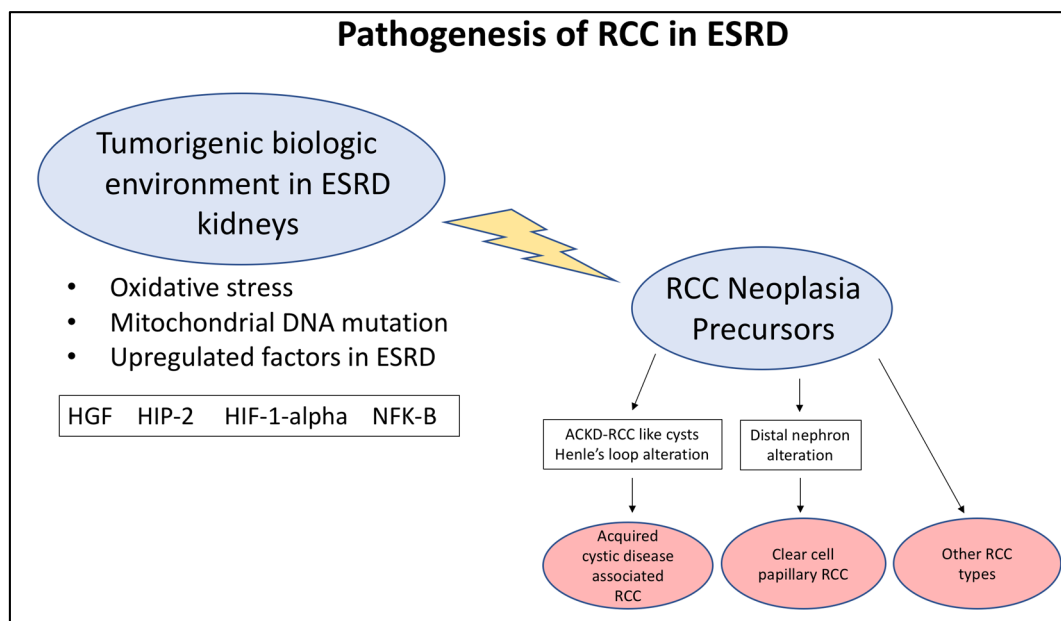 Pathogenesis of RCC in ESRD
Tumorigenic biologic
environment in ESRD
kidneys
• Oxidative stress
• Mitochondrial DNA mutation
• Upregulated factors in ESRD
HGF HIP-2 HIF-1-alpha NFK-B
RCC Neoplasia
Precursors
ACKD-RCC like cysts
Henle's loop alteration
Distal nephron
alteration
Acquired
cystic disease
associated
RCC
Clear cell
papillary RCC
Other RCC
types